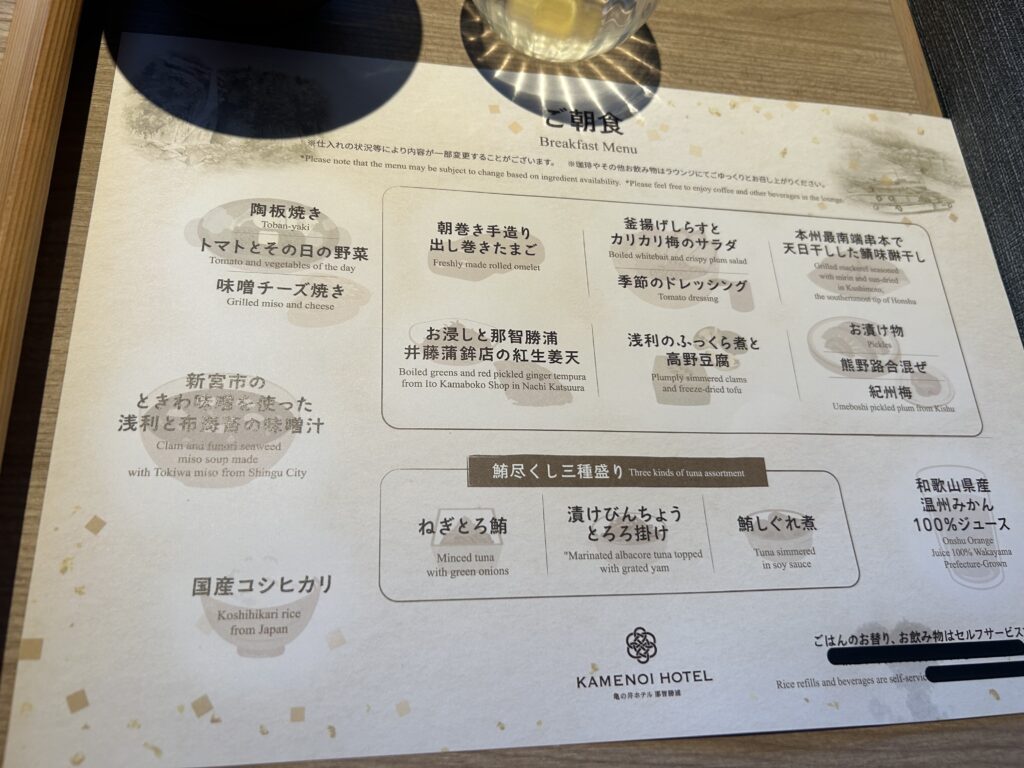 ご朝食
Breakfast Menu
※仕入れの状況等により内容が一部変更することがございます。 ※珈琲やその他お飲み物はラウンジにてごゆっくりとお召し上がりください。
*Please note that the menu may be subject to change based on ingredient availability. *Please feel free to enjoy coffee and other beverages in the lounge.
陶板焼き
Toban-yaki
トマトとその日の野菜
Tomato and vegetables of the day
味噌チーズ焼き
Grilled miso and cheese
新宮市の
ときわ味噌を使った
浅利と布海苔の味噌汁
Clam and funori seaweed
miso soup made
with Tokiwa miso from Shingu City
国産コシヒカリ
Koshihikari rice
from Japan
朝巻き手造り
出し巻きたまご
Freshly made rolled omelet
釜揚げしらすと
カリカリ梅のサラダ
Boiled whitebait and crispy plum salad
季節のドレッシング
Tomato dressing
本州最南端串本で
天日干しした鯖味醂干し
Grilled mackerel seasoned
with mirin and sun-dried
in Kushimoto,
the southernmost tip of Honshu
お浸しと那智勝浦
井藤蒲鉾店の紅生姜天
Boiled greens and red pickled ginger tempura
from Ito Kamaboko Shop in Nachi Katsuura
浅利のふっくら煮と
高野豆腐
Plumply simmered clams
and freeze-dried tofu
お漬け物
Pickles
熊野路合混ぜ
紀州梅
Umeboshi pickled plum from Kishu
鮪尽くし三種盛り Three kinds of tuna assortment
ねぎとろ鮪
Minced tuna
with green onions
漬けびんちょう
とろろ掛け
"Marinated albacore tuna topped
with grated yam
鮪しぐれ煮
Tuna simmered
in soy sauce
和歌山県産
温州みかん
100%ジュース
Onshu Orange
Juice 100% Wakayama
Prefecture-Grown
KAMENOI HOTEL
亀の井ホテル 那智勝浦
ごはんのお替り、お飲み物はセルフサービス
Rice refills and beverages are self-servic